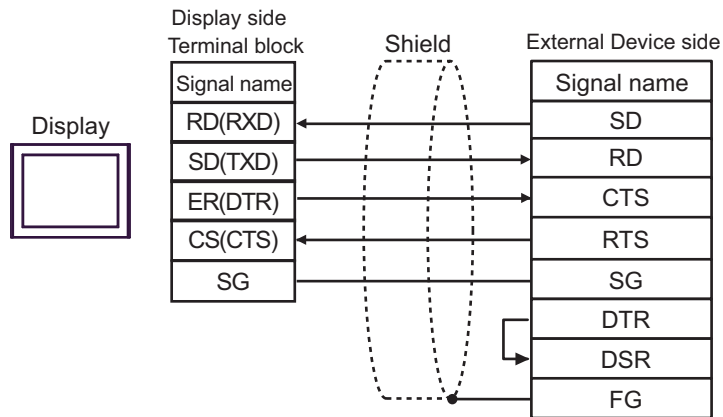 Display side
Terminal block
Shield
External Device side
Signal name
Signal name
Display
RD(RXD)
SD
SD(TXD)
RD
ER(DTR)
CTS
CS(CTS)
RTS
SG
SG
DTR
DSR
FG